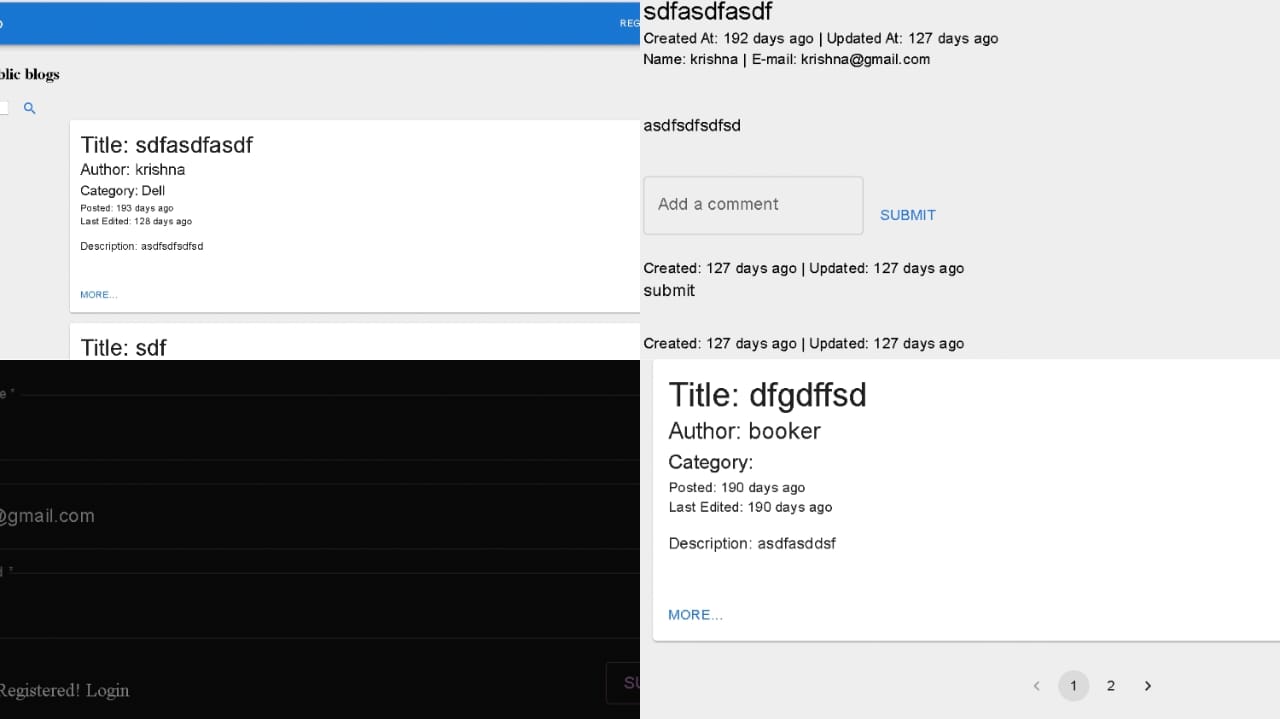 REG
blic blogs
Title: sdfasdfasdf
Author: krishna
Category: Dell
Posted: 193 days ago
Last Edited: 128 days ago
Description: asdfsdfsdfsd
MORE...
Title: sdf
sdfasdfasdf
Created At: 192 days ago | Updated At: 127 days ago
Name: krishna | E-mail: krishna@gmail.com
asdfsdfsdfsd
Add a comment
SUBMIT
Created: 127 days ago | Updated: 127 days ago
submit
Created: 127 days ago | Updated: 127 days ago
e *
@gmail.com
d *
Registered! Login
SU
Title: dfgdffsd
Author: booker
Category:
Posted: 190 days ago
Last Edited: 190 days ago
Description: asdfasddsf
MORE...
1 2